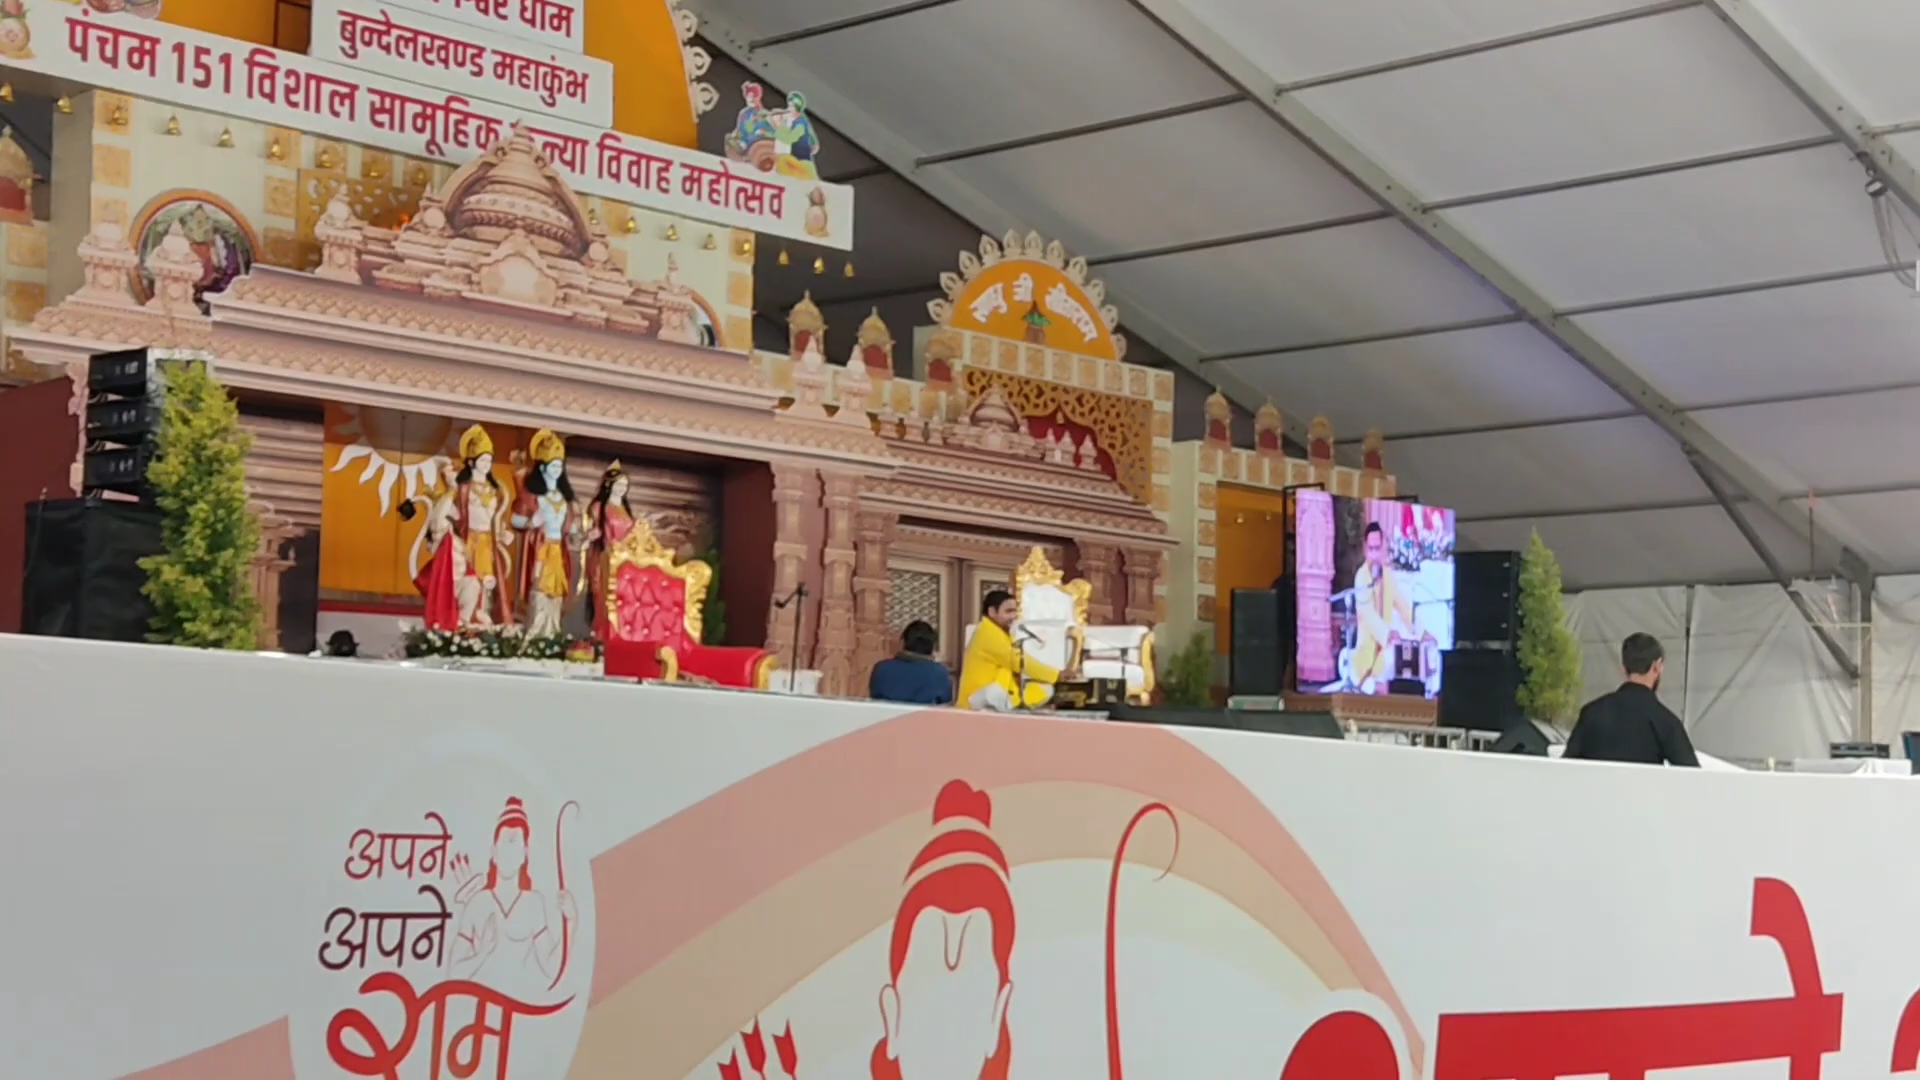 धाम
बुन्देलखण्ड महाकुंभ
पंचम 151 विशाल सामूहिक कन्या विवाह महोत्सव
श्री सीताराम
अपने
अपने
राम